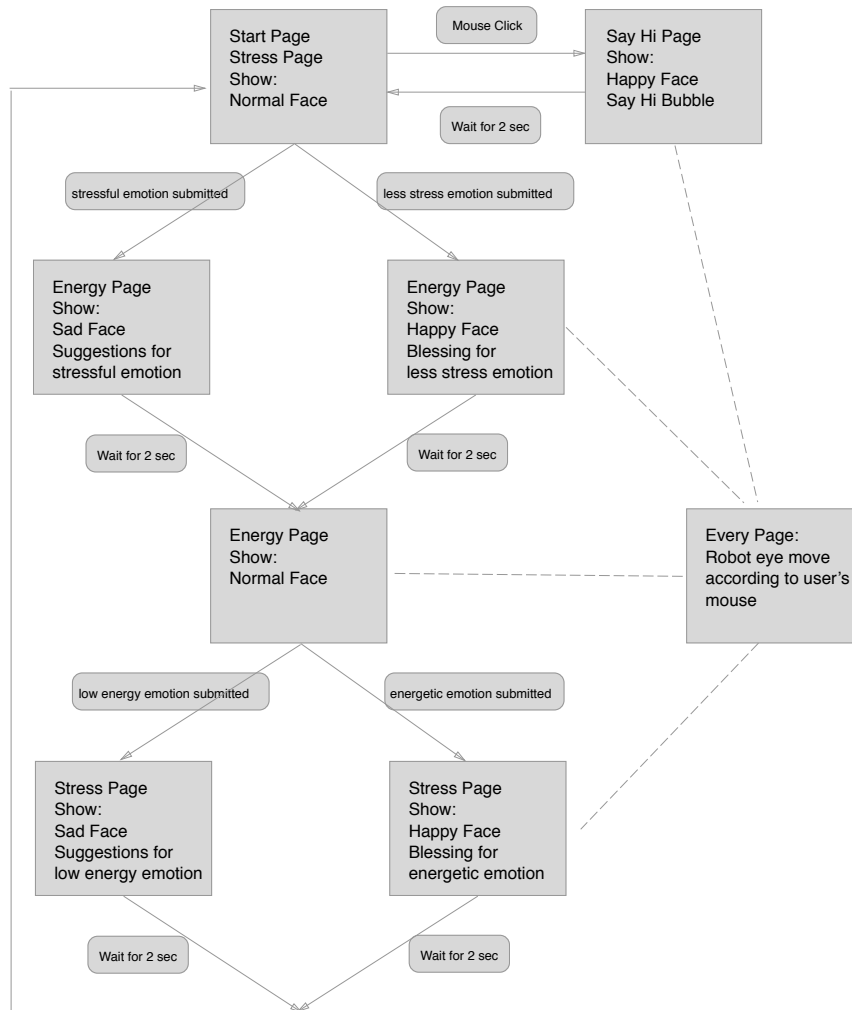 Start Page
Stress Page
Show:
Normal Face
Mouse Click
Wait for 2 sec
Say Hi Page
Show:
Happy Face
Say Hi Bubble
stressful emotion submitted
less stress emotion submitted
Energy Page
Show:
Sad Face
Suggestions for
stressful emotion
Energy Page
Show:
Happy Face
Blessing for
less stress emotion
Wait for 2 sec
Wait for 2 sec
Energy Page
Show:
Normal Face
Every Page:
Robot eye move
according to user's
mouse
low energy emotion submitted
energetic emotion submitted
Stress Page
Show:
Sad Face
Suggestions for
low energy emotion
Stress Page
Show:
Happy Face
Blessing for
energetic emotion
Wait for 2 sec
Wait for 2 sec